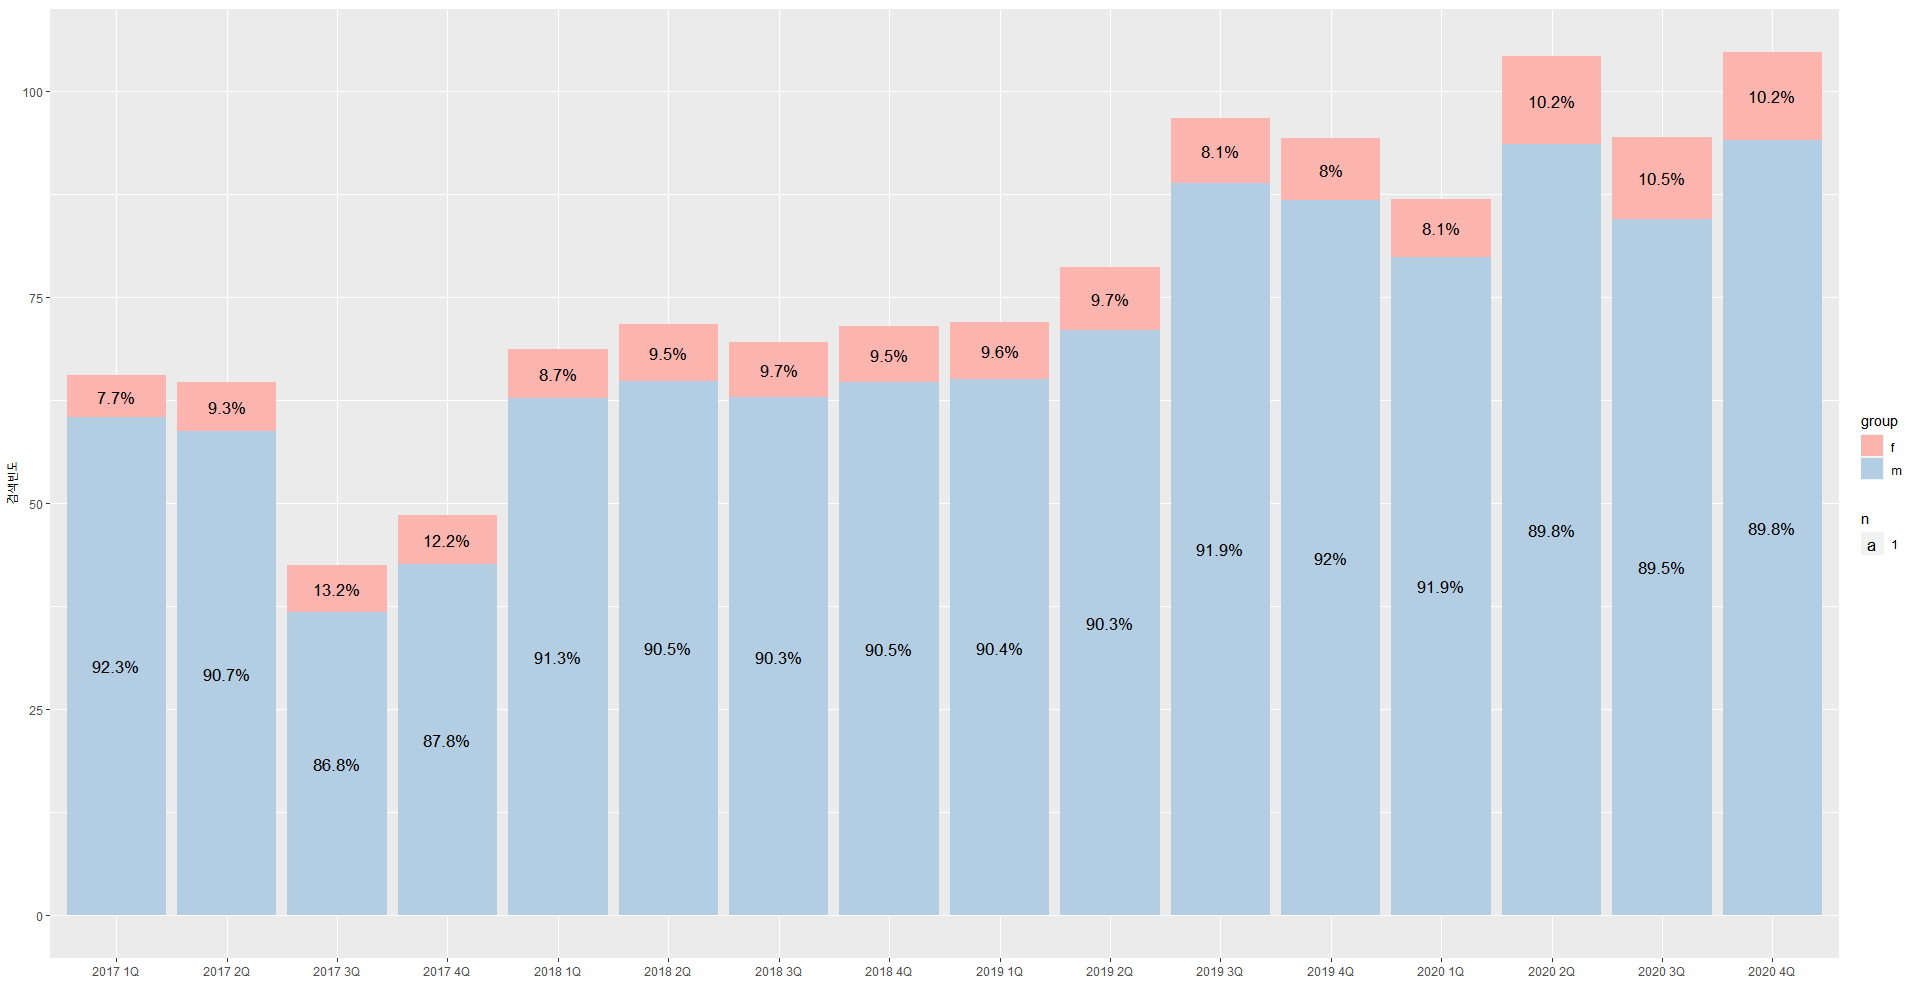 검색빈도
100
75
50
25
0
7.7%
9.3%
13.2%
12.2%
8.7%
9.5%
9.7%
9.5%
9.6%
9.7%
8.1%
8%
8.1%
10.2%
10.5%
10.2%
92.3%
90.7%
86.8%
87.8%
91.3%
90.5%
90.3%
90.5%
90.4%
90.3%
91.9%
92%
91.9%
89.8%
89.5%
89.8%
2017 1Q
2017 2Q
2017 3Q
2017 4Q
2018 1Q
2018 2Q
2018 3Q
2018 4Q
2019 1Q
2019 2Q
2019 3Q
2019 4Q
2020 1Q
2020 2Q
2020 3Q
2020 4Q
group
f
m
n
a 1